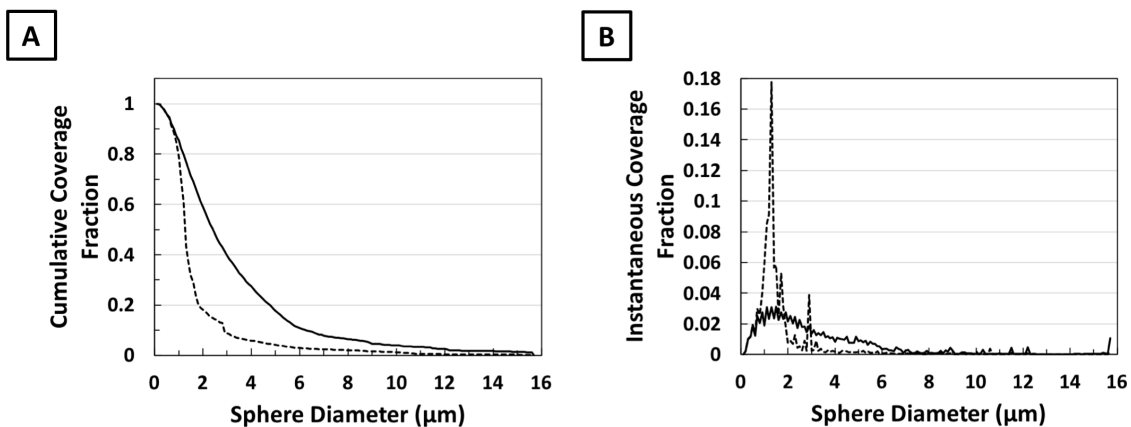 A
Cumulative Coverage
Fraction
1
0.8
0.6
0.4
0.2
0
0 2 4 6 8 10 12 14 16
Sphere Diameter (µm)
B
Instantaneous Coverage
Fraction
0.18
0.16
0.14
0.12
0.1
0.08
0.06
0.04
0.02
0
0 2 4 6 8 10 12 14 16
Sphere Diameter (µm)